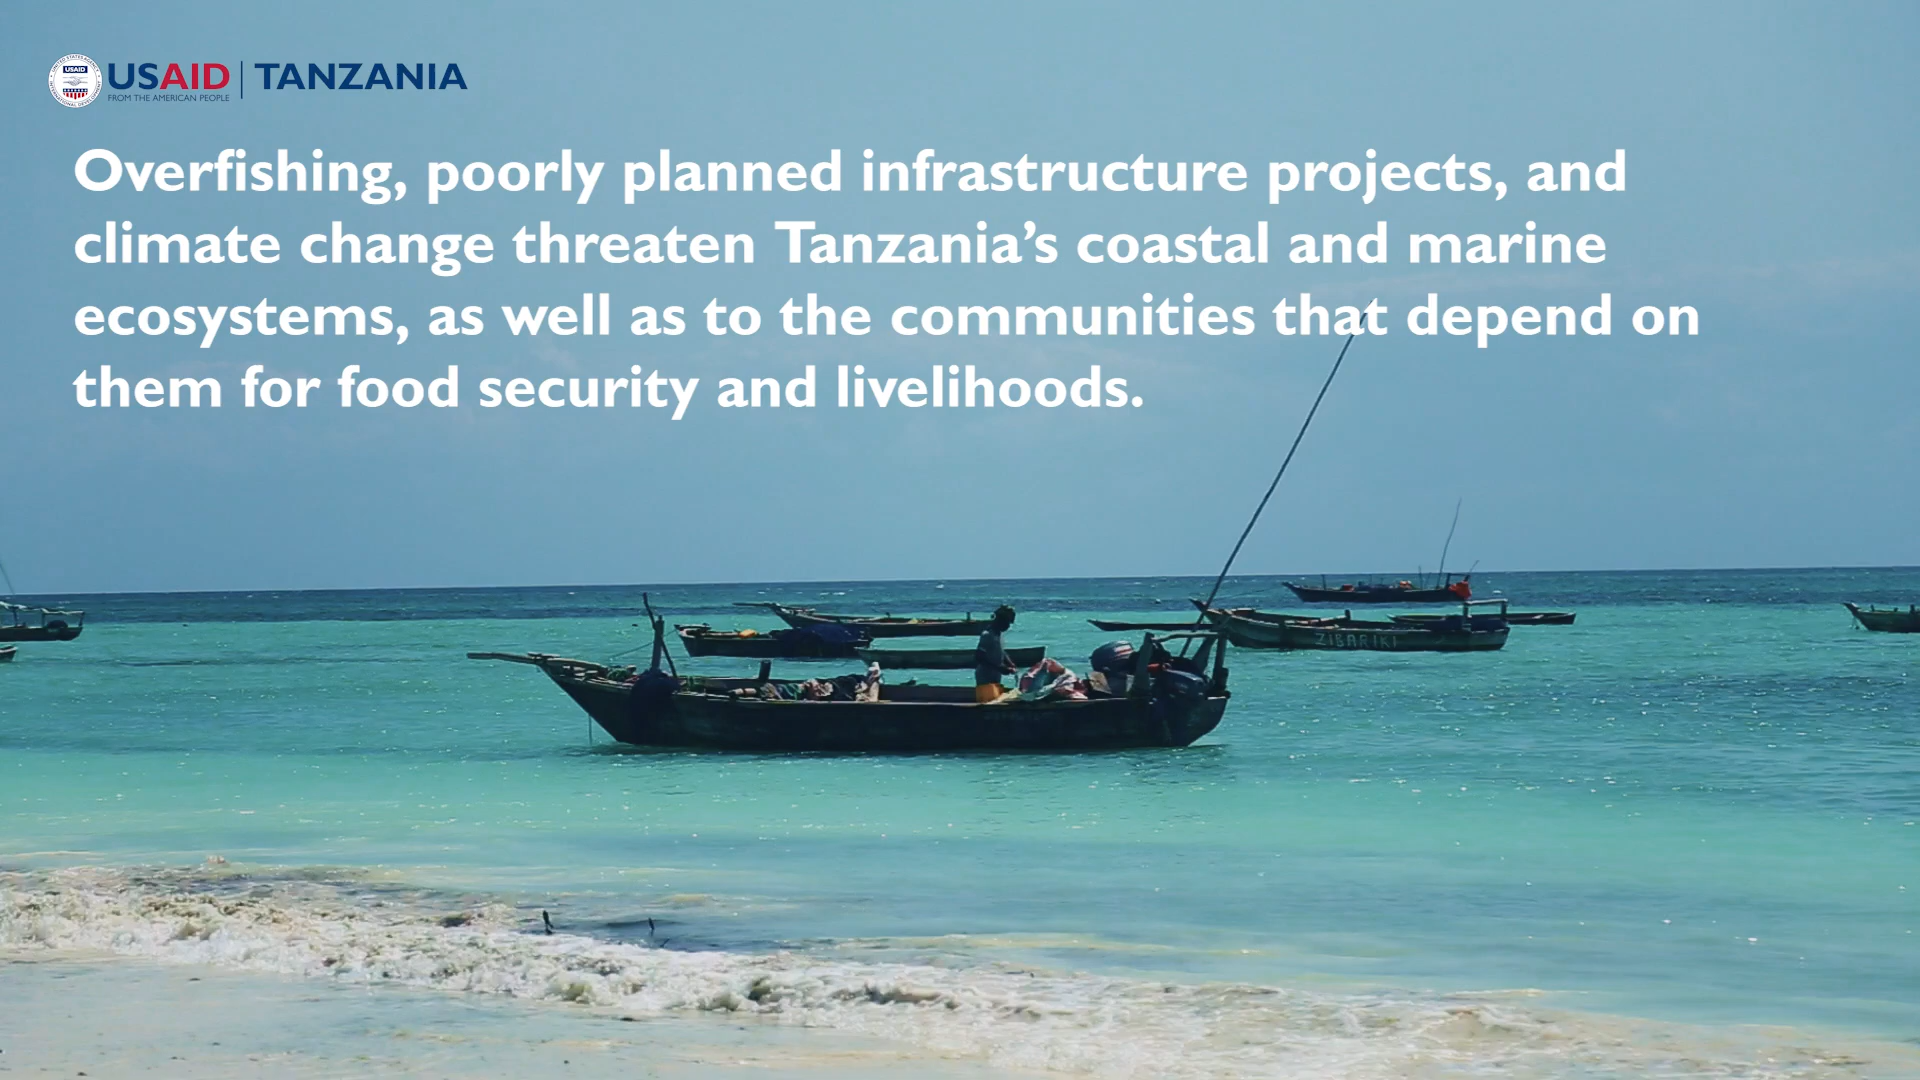 USAID | TANZANIA
FROM THE AMERICAN PEOPLE
Overfishing, poorly planned infrastructure projects, and
climate change threaten Tanzania’s coastal and marine
ecosystems, as well as to the communities that depend on
them for food security and livelihoods.
ZIBARIKI